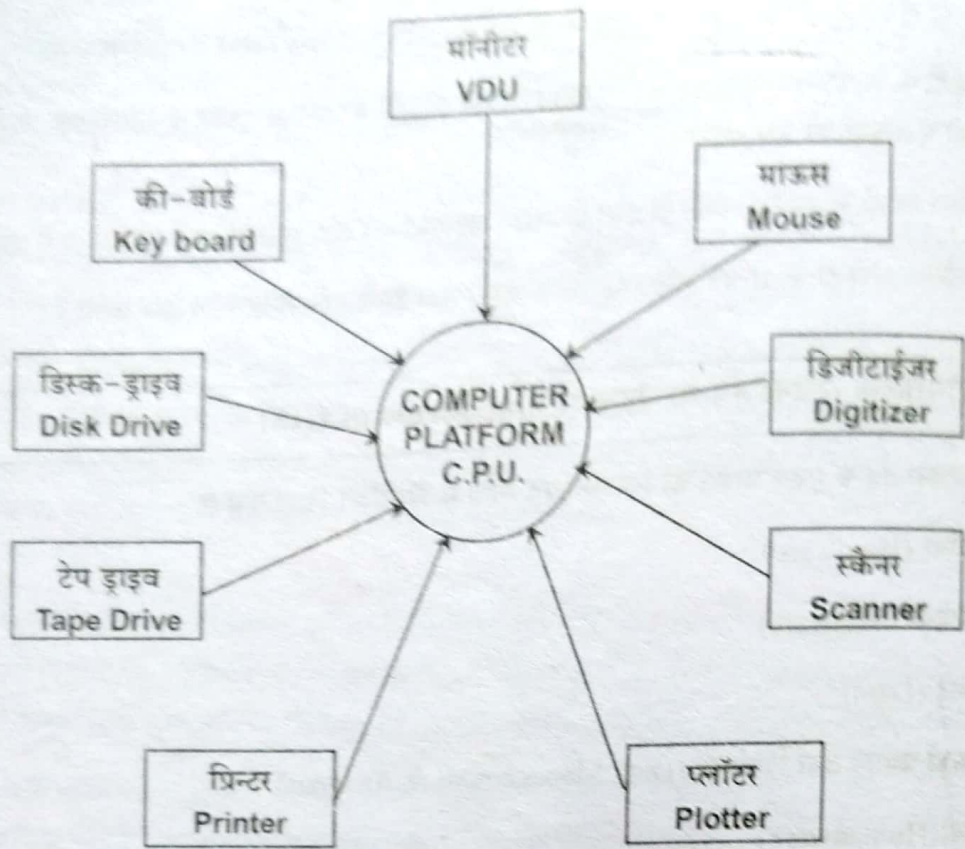 मॉनीटर
VDU
की-बोर्ड
Key board
माऊस
Mouse
डिस्क-ड्राइव
Disk Drive
COMPUTER
PLATFORM
C.P.U.
डिजीटाईजर
Digitizer
टेप ड्राइव
Tape Drive
स्कैनर
Scanner
प्रिन्टर
Printer
प्लॉटर
Plotter